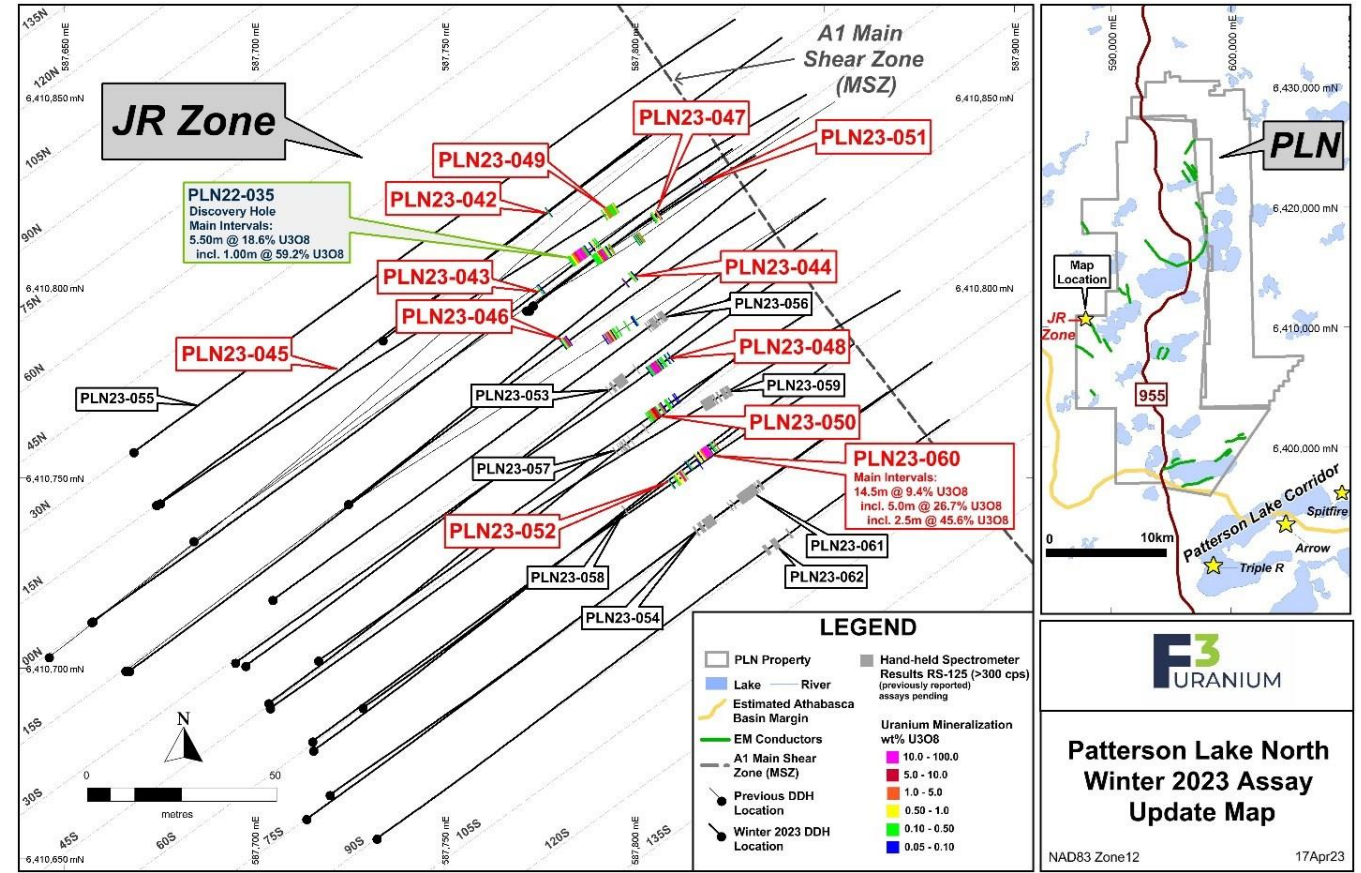 135N
120N
105N
90N
75N
60N
45N
30N
15N
00N
15S
30S
45S
60S
75S
90S
105S
120S
135S
587,650 mE
587,700 mE
587,750 mE
587,800 mE
587,900 mE
6,410,850 mN
6,410,850 mN
6,410,800 mN
6,410,800 mN
6,410,750 mN
6,410,700 mN
6,410,650 mN
587,700 mE
587,750 mE
587,800 mE
JR Zone
A1 Main
Shear Zone
(MSZ)
PLN23-047
PLN23-051
PLN23-049
PLN23-042
PLN22-035
Discovery Hole
Main Intervals:
5.50m @ 18.6% U3O8
incl. 1.00m @ 59.2% U3O8
PLN23-043
PLN23-044
PLN23-056
PLN23-046
PLN23-045
PLN23-048
PLN23-053
PLN23-059
PLN23-055
PLN23-050
PLN23-057
PLN23-060
Main Intervals:
14.5m @ 9.4% U3O8
incl. 5.0m @ 26.7% U3O8
incl. 2.5m @ 45.6% U3O8
PLN23-052
PLN23-061
PLN23-058
PLN23-062
PLN23-054
N
0 50
metres
LEGEND
PLN Property
Lake
River
Estimated Athabasca
Basin Margin
EM Conductors
A1 Main Shear
Zone (MSZ)
Previous DDH
Location
Winter 2023 DDH
Location
Hand-held Spectrometer
Results RS-125 (>300 cps)
(previously reported)
assays pending
Uranium Mineralization
wt% U3O8
10.0 - 100.0
5.0 - 10.0
1.0 - 5.0
0.50 - 1.0
0.10 - 0.50
0.05 - 0.10
590,000 mE
600,000 mE
6,430,000 mN
PLN
6,420,000 mN
Map
Location
JR
Zone
6,410,000 mN
955
6,400,000 mN
Patterson Lake Corridor
Spitfire
Arrow
Triple R
0 10km
F3
URANIUM
Patterson Lake North
Winter 2023 Assay
Update Map
NAD83 Zone12
17Apr23